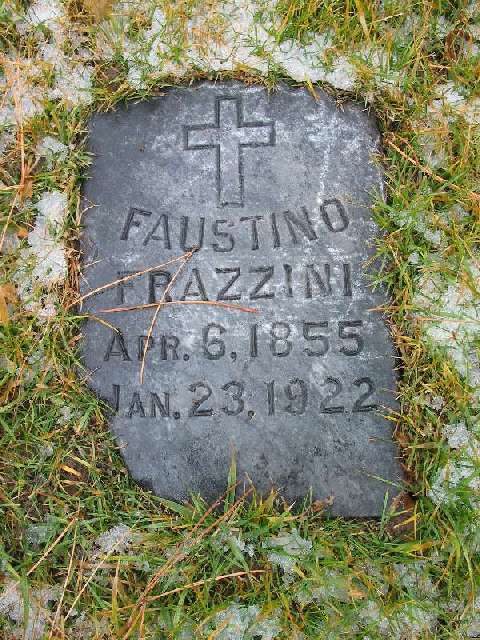 FAUSTINO
FRAZZINI
APR. 6, 1855
JAN. 23, 1922